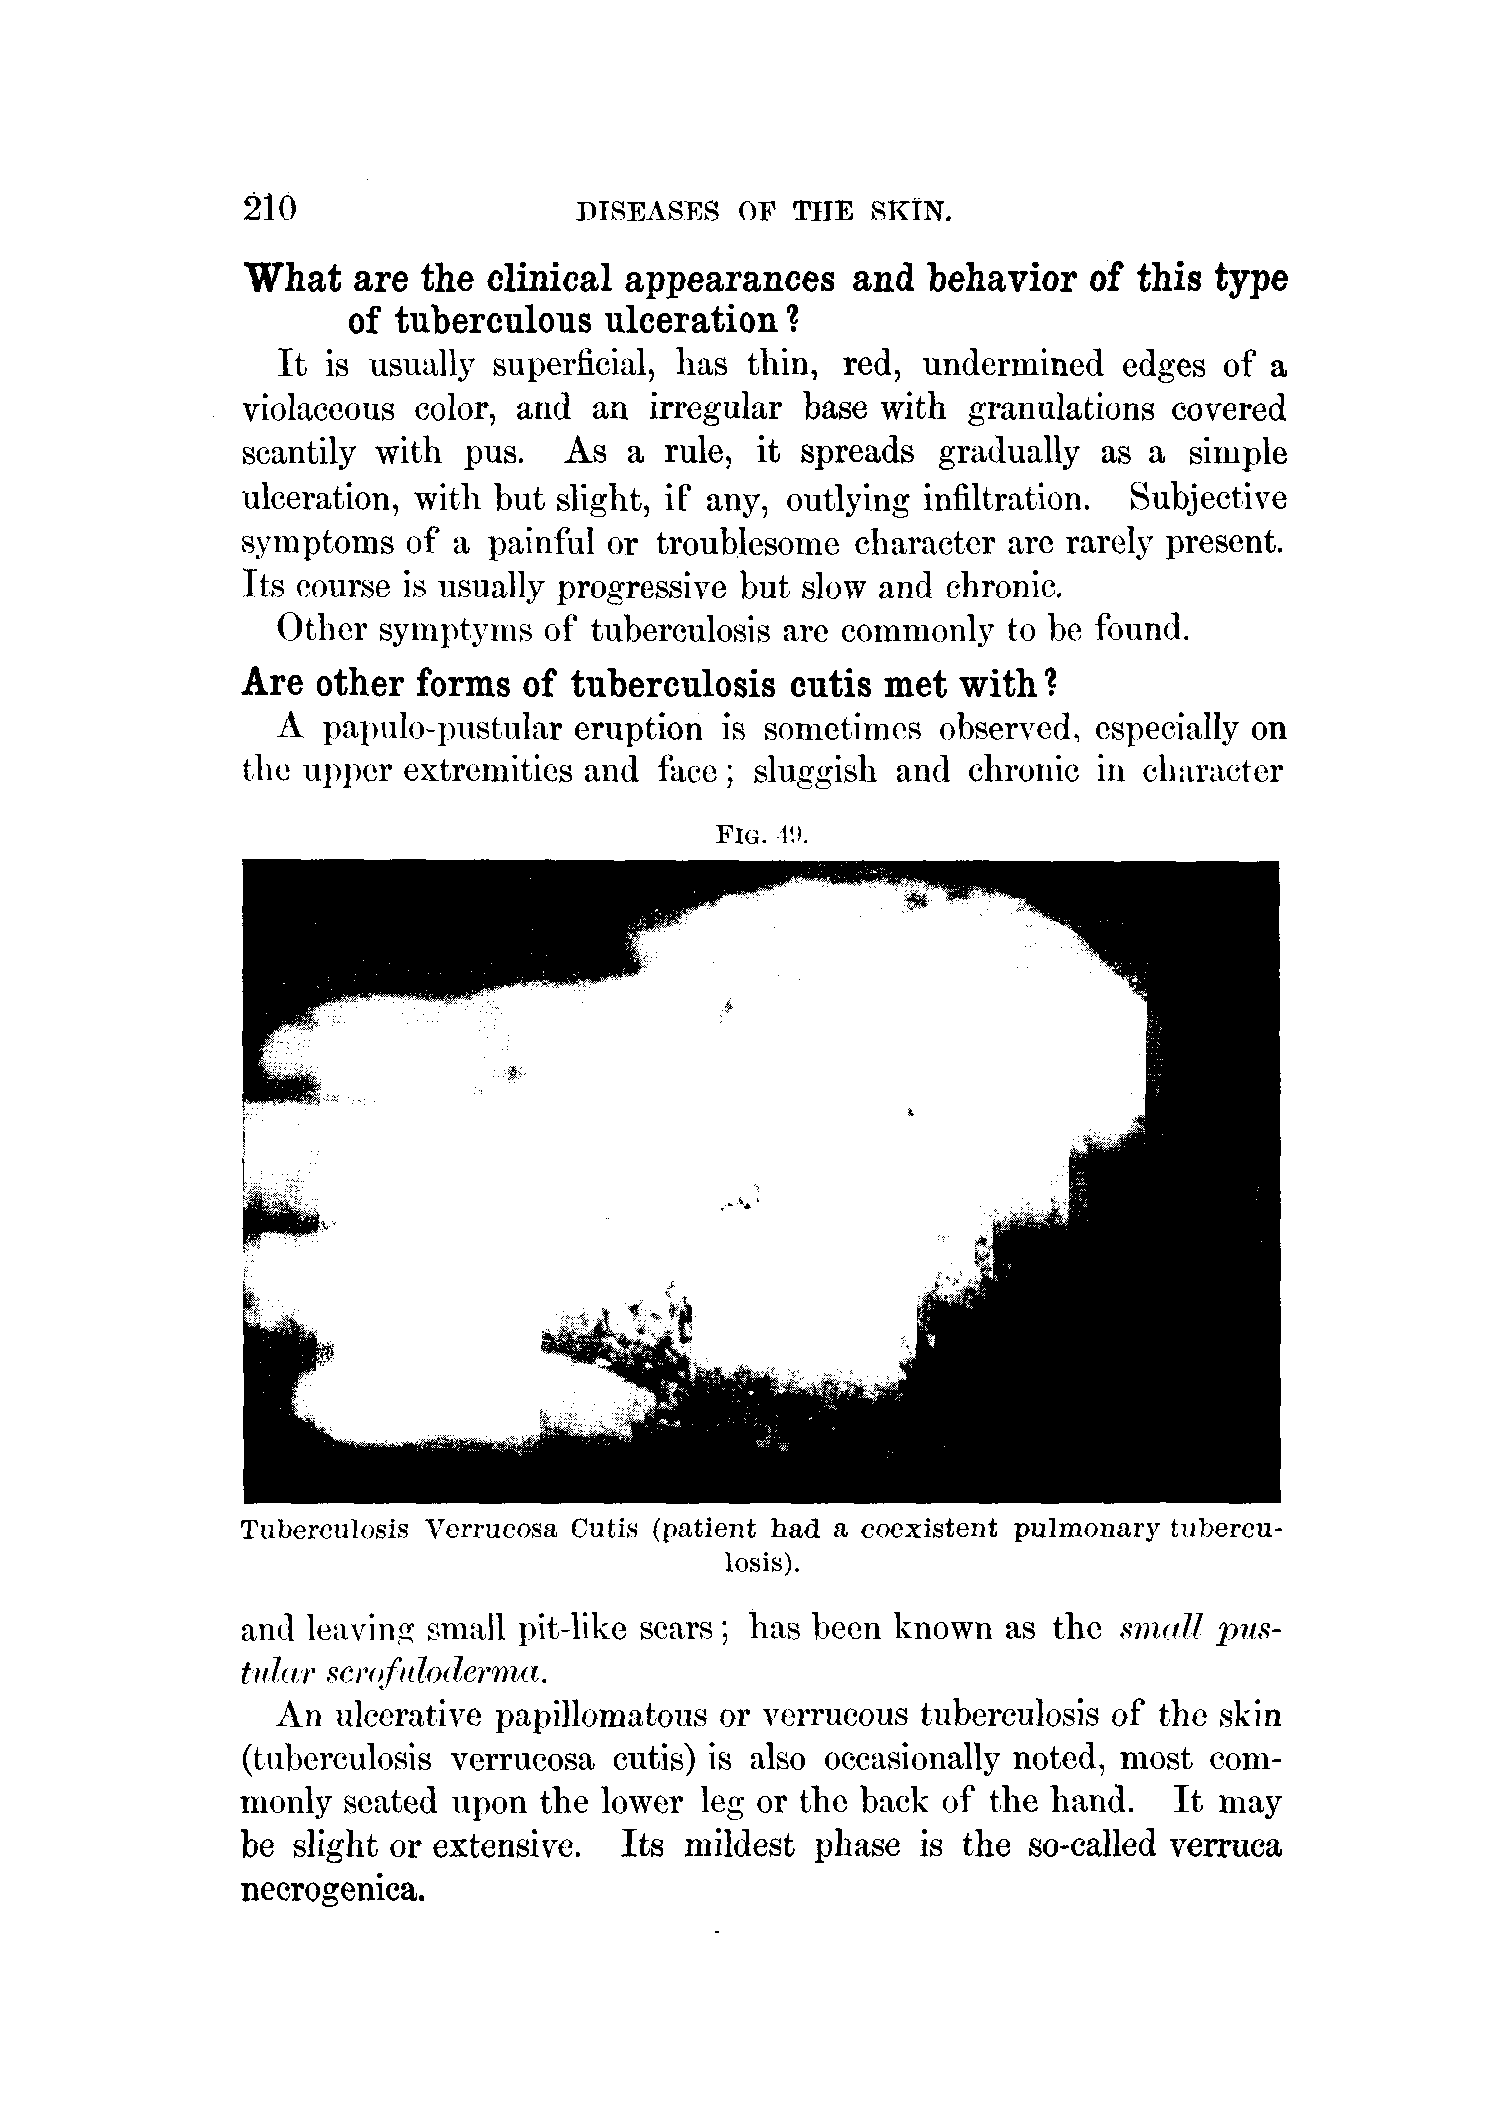 210 DISEASES OF THE SKIN.
What are the clinical appearances and behavior of this type
of tuberculous ulceration?
It is usually superficial, has thin, red, undermined edges of a
violaceous color, and an irregular base with granulations covered
scantily with pus. As a rule, it spreads gradually as a simple
ulceration, with but slight, if any, outlying infiltration. Subjective
symptoms of a painful or troublesome character are rarely present.
Its course is usually progressive but slow and chronic.
Other symptyms of tuberculosis are commonly to be found.
Are other forms of tuberculosis cutis met with?
A papulo-pustular eruption is sometimes observed, especially on
the upper extremities and face; sluggish and chronic in character
FIG. 49.
Tuberculosis Verrucosa Cutis (patient had a coexistent pulmonary tubercu-
losis).
and leaving small pit-like scars; has been known as the small pus-
tular scrofuloderma.
An ulcerative papillomatous or verrucous tuberculosis of the skin
(tuberculosis verrucosa cutis) is also occasionally noted, most com-
monly seated upon the lower leg or the back of the hand. It may
be slight or extensive. Its mildest phase is the so-called verruca
necrogenica.